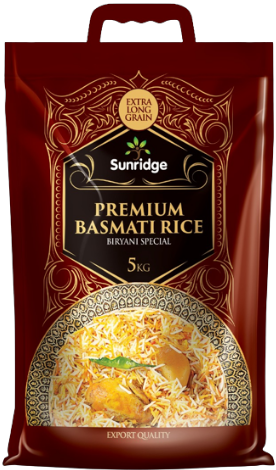 EXTRA
LONG
GRAIN
Sunridge
PREMIUM
BASMATI RICE
BIRYANI SPECIAL
5KG
EXPORT QUALITY